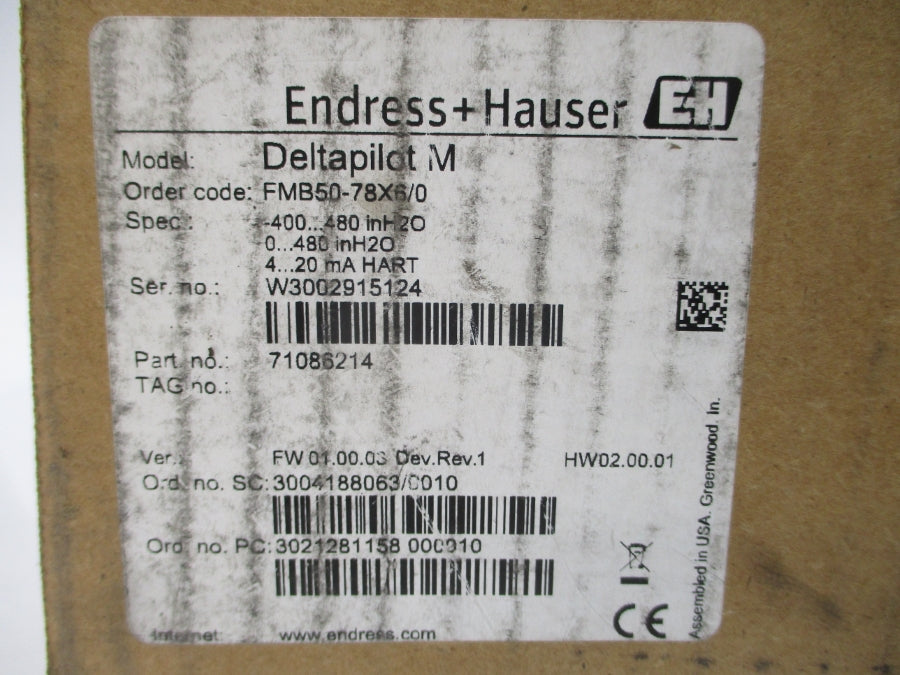 Endress+Hauser EH
Model: Deltapilot M
Order code: FMB50-78X6/0
Spec.: -400...480 inH2O
0...480 inH2O
4...20 mA HART
Ser. no.: W3002915124
Part. no.: 71086214
TAG no.:
Ver.: FW 01.00.03 Dev.Rev.1 HW02.00.01
Ord. no. SC: 3004188063/0010
Ord. no. PC: 3021281158 000010
Internet: www.endress.com
CE
Assembled in USA. Greenwood. In.